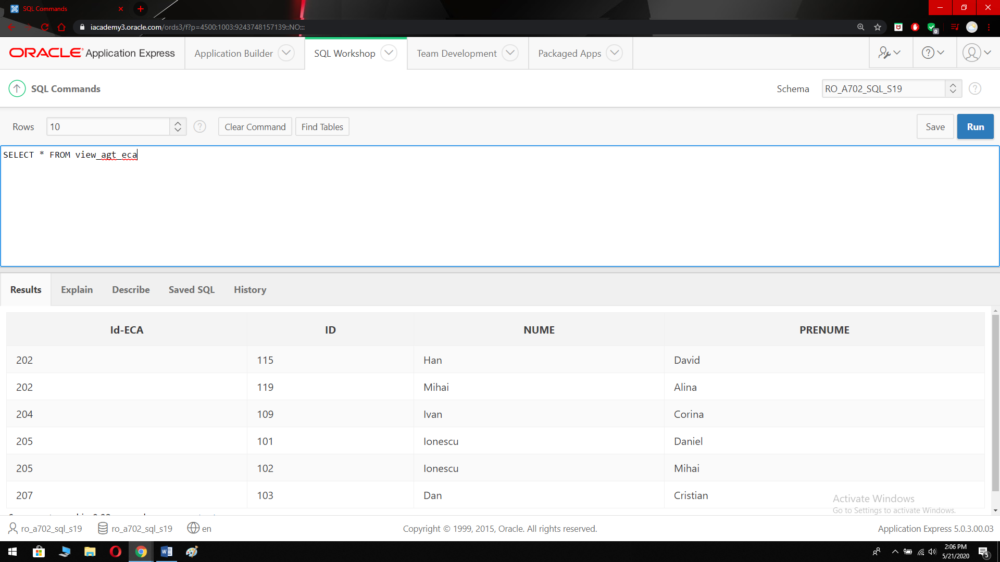 SQL Commands
iacademy3.oracle.com/ords3/f?p=4500:1003:9243748157139::NO:::
0
ORACLE Application Express
Application Builder
SQL Workshop
Team Development
Packaged Apps
SQL Commands
Schema
RO_A702_SQL_S19
Rows
10
Clear Command
Find Tables
Save
Run
SELECT * FROM view_agt_eca
Results Explain Describe Saved SQL History
Id-ECA ID NUME PRENUME
202 115 Han David
202 119 Mihai Alina
204 109 Ivan Corina
205 101 Ionescu Daniel
205 102 Ionescu Mihai
207 103 Dan Cristian
Activate Windows
Go to Settings to activate Windows.
ro_a702_sql_s19 ro_a702_sql_s19 en
Copyright © 1999, 2015, Oracle. All rights reserved.
Application Express 5.0.3.00.03
2:06 PM
5/21/2020
5